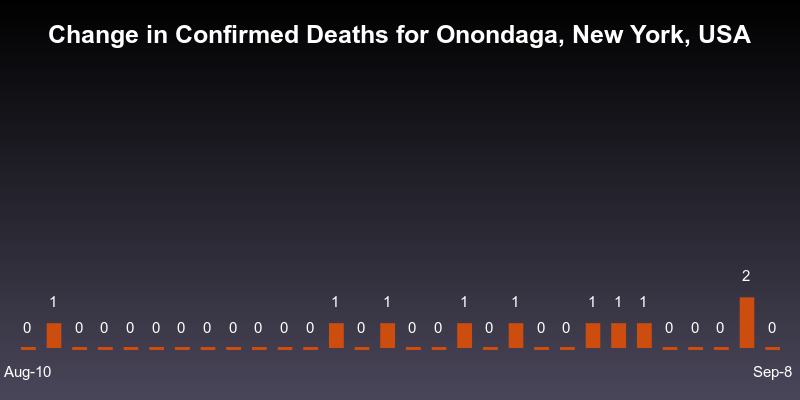 Change in Confirmed Deaths for Onondaga, New York, USA
2
1 1 1 1 1 1 1 1
0 0 0 0 0 0 0 0 0 0 0 0 0 0 0 0 0 0 0 0 0
Aug-10 Sep-8